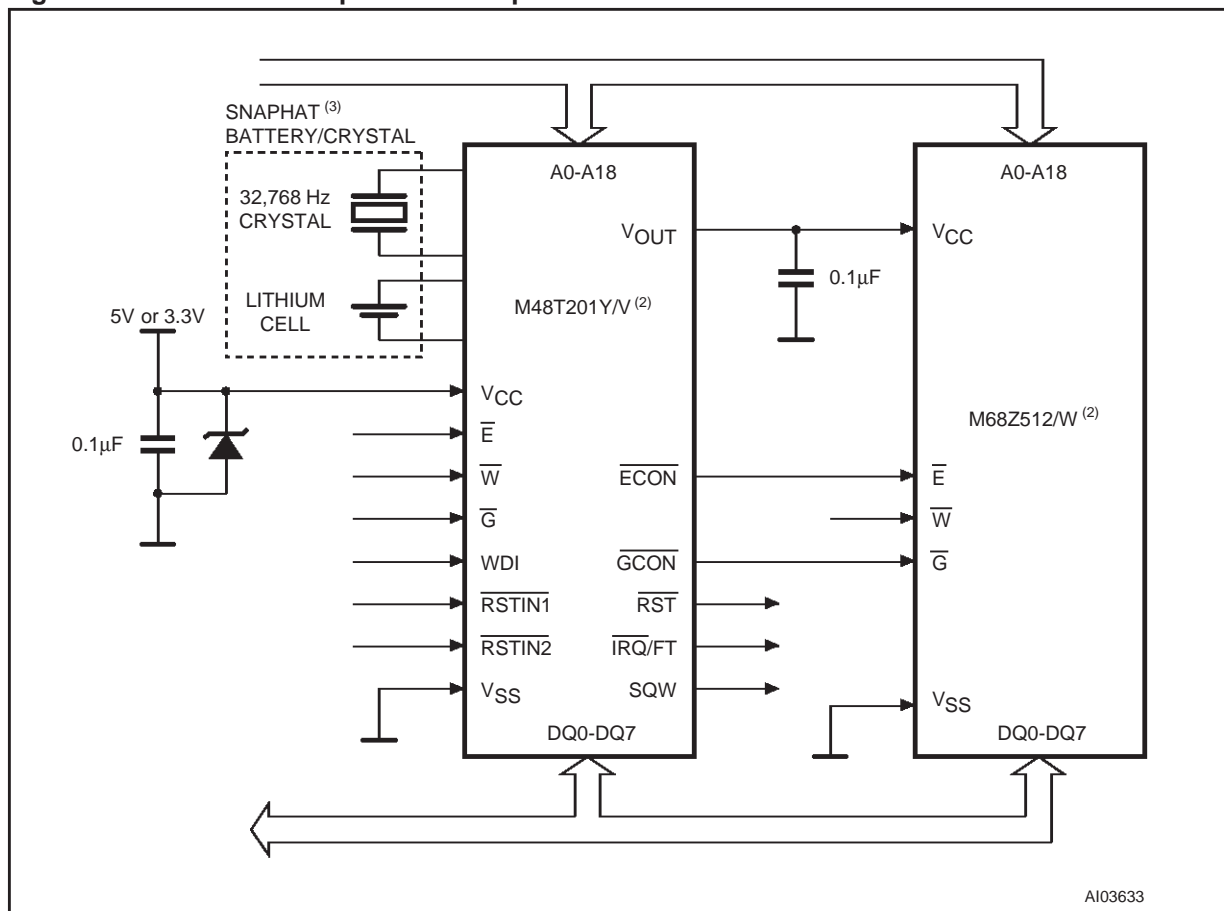 SNAPHAT (3)
BATTERY/CRYSTAL
32,768 Hz
CRYSTAL
LITHIUM
CELL
5V or 3.3V
0.1µF
A0-A18
VOUT
M48T201Y/V (2)
VCC
E
W
G
WDI
RSTIN1
RSTIN2
VSS
ECON
GCON
RST
IRQ/FT
SQW
DQ0-DQ7
0.1µF
A0-A18
VCC
M68Z512/W (2)
E
W
G
VSS
DQ0-DQ7
AI03633